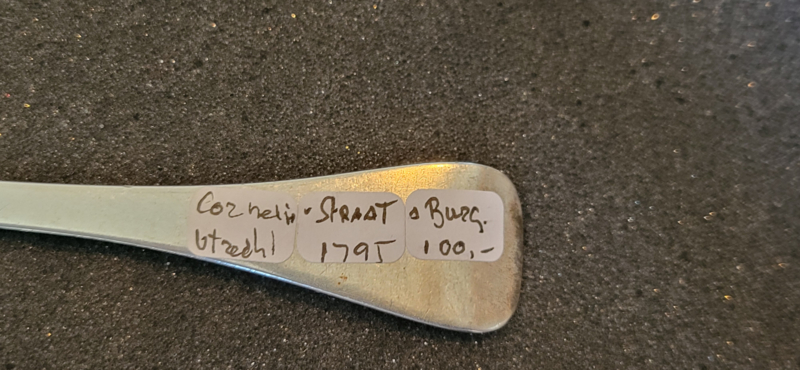 Cornelis • STRAAT ▵ Burg.
Utrecht 1795 100,-